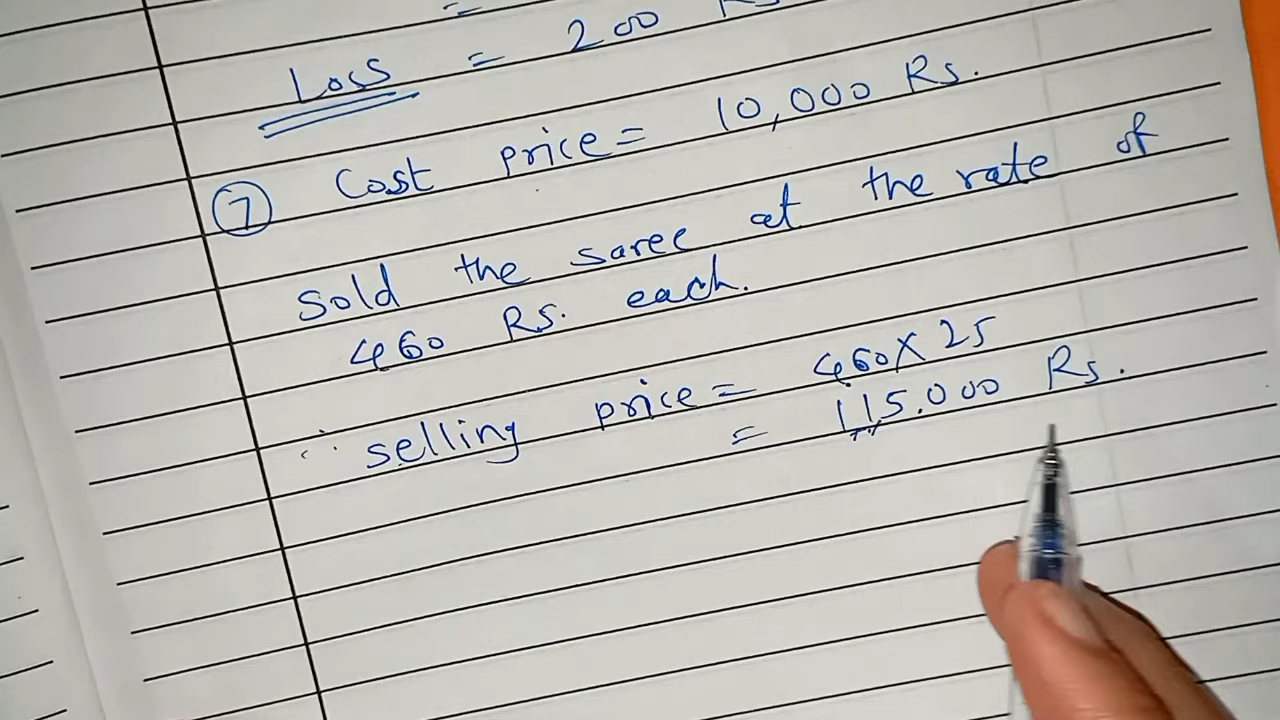 =
Loss = 200 Rs
7 Cost price = 10,000 Rs.
Sold the saree at the rate of
460 Rs. each.
∴ selling price = 460 X 25
= 115.000 Rs.